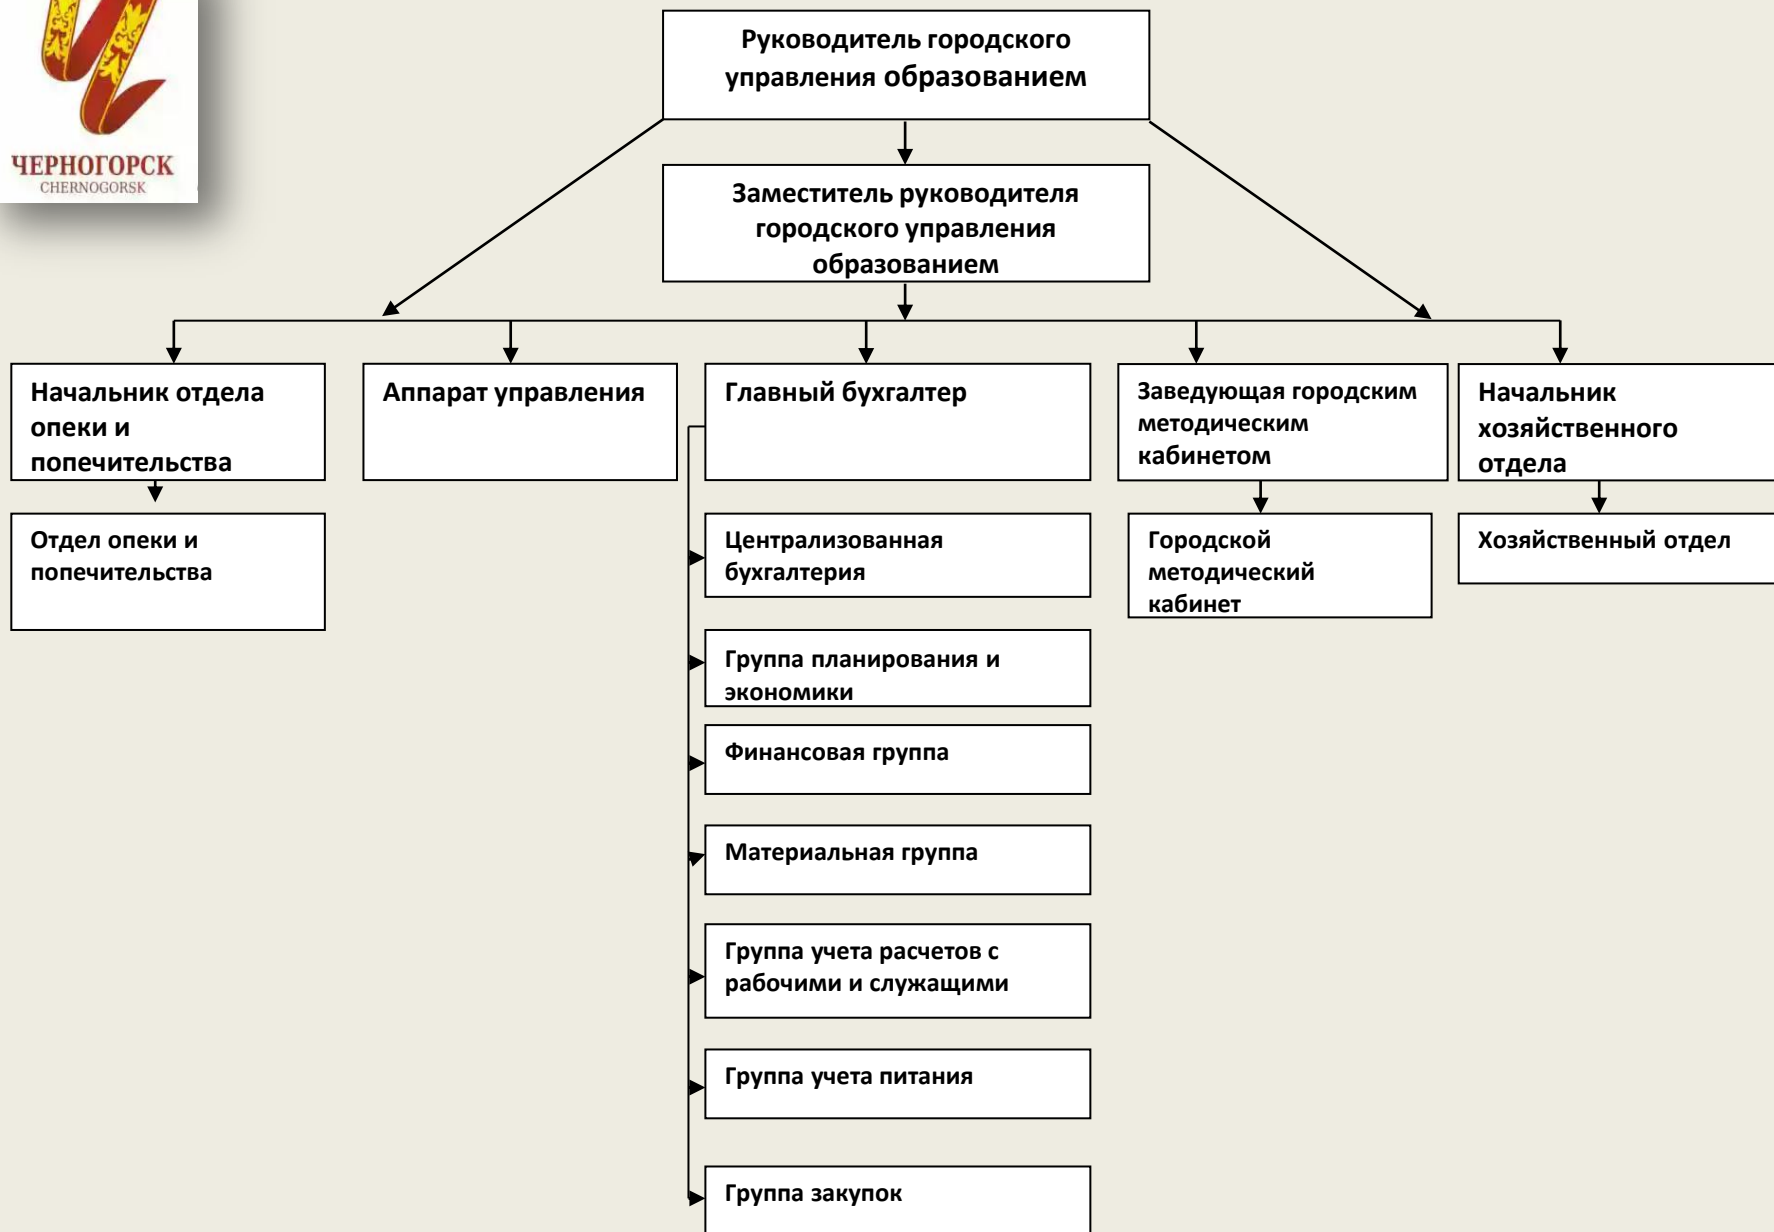 ЧЕРНОГОРСК
CHERNOGORSK
Руководитель городского
управления образованием
Заместитель руководителя
городского управления
образованием
Начальник отдела
опеки и
попечительства
Аппарат управления
Главный бухгалтер
Заведующая городским
методическим
кабинетом
Начальник
хозяйственного
отдела
Отдел опеки и
попечительства
Централизованная
бухгалтерия
Городской
методический
кабинет
Хозяйственный отдел
Группа планирования и
экономики
Финансовая группа
Материальная группа
Группа учета расчетов с
рабочими и служащими
Группа учета питания
Группа закупок